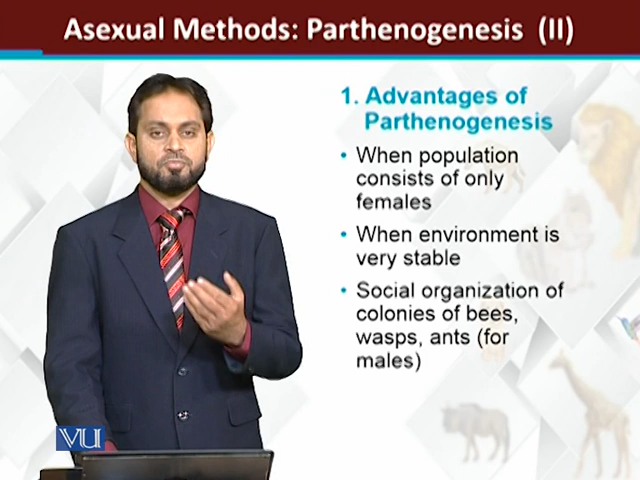 Asexual Methods: Parthenogenesis (II)
1. Advantages of
Parthenogenesis
• When population
consists of only
females
• When environment is
very stable
• Social organization of
colonies of bees,
wasps, ants (for
males)
VU